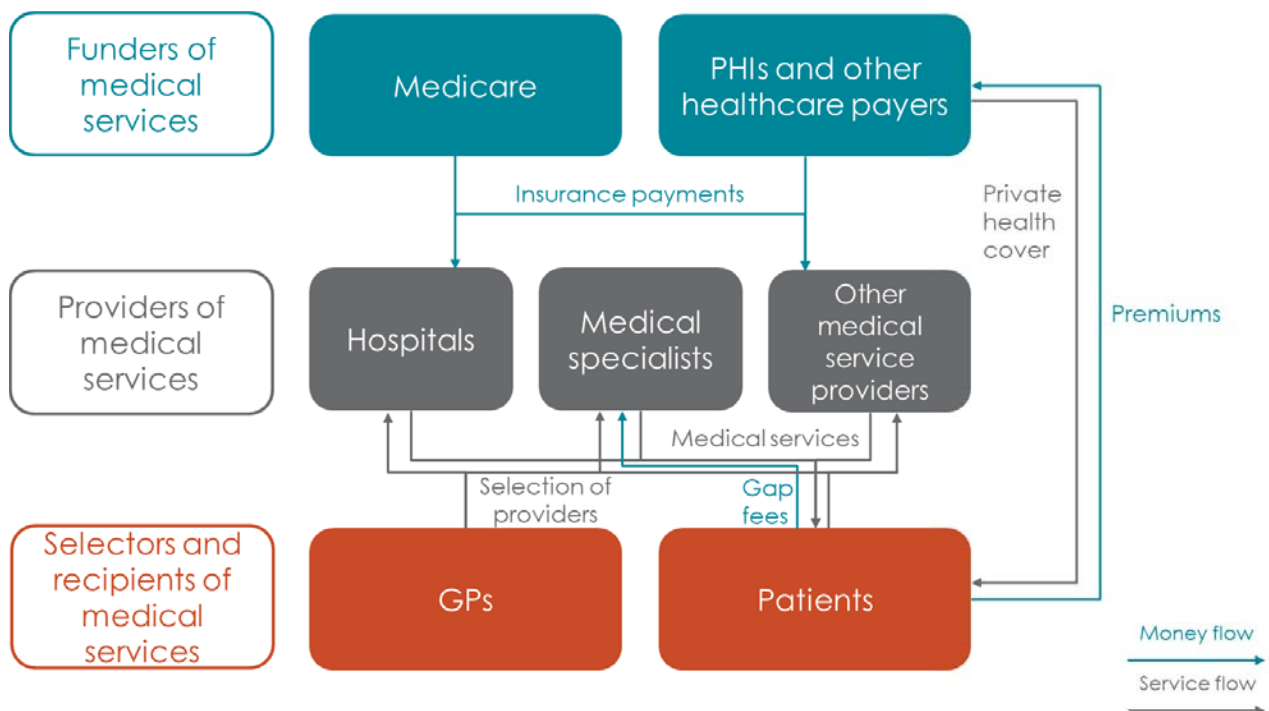 Funders of
medical
services
Medicare
PHIs and other
healthcare payers
Insurance payments
Private
health
cover
Premiums
Providers of
medical
services
Hospitals
Medical
specialists
Other
medical
service
providers
Medical services
Selection of
providers
Gap
fees
Selectors and
recipients of
medical
services
GPs
Patients
Money flow
Service flow